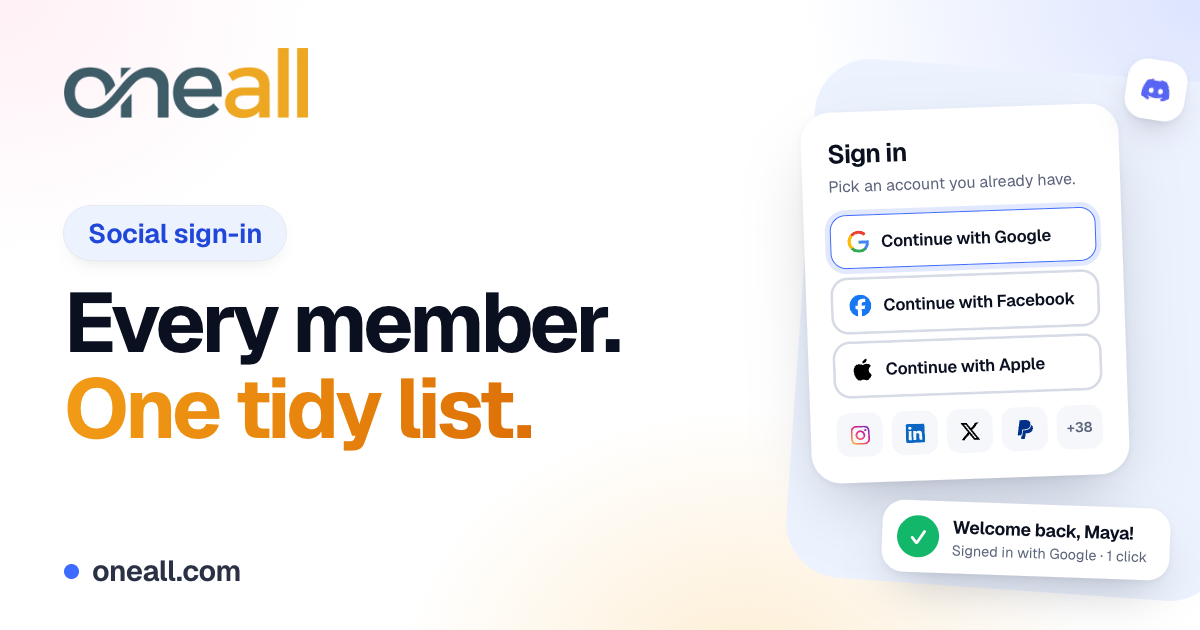 oneall
Social sign-in
Every member.
One tidy list.
oneall.com
Sign in
Pick an account you already have.
Continue with Google
Continue with Facebook
Continue with Apple
+38
Welcome back, Maya!
Signed in with Google · 1 click